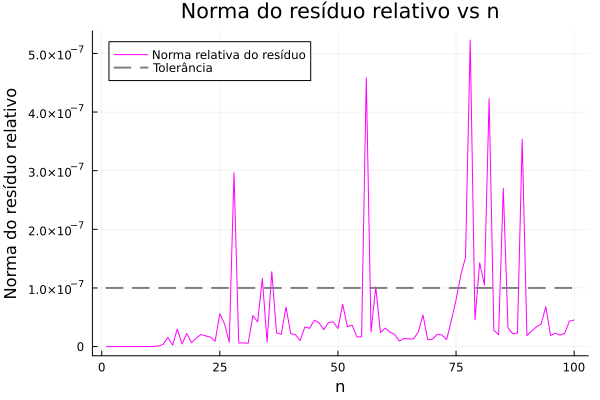 Norma do resíduo relativo vs n
Norma relativa do resíduo
Tolerância
Norma do resíduo relativo
5.0×10⁻⁷
4.0×10⁻⁷
3.0×10⁻⁷
2.0×10⁻⁷
1.0×10⁻⁷
0
0 25 50 75 100
n